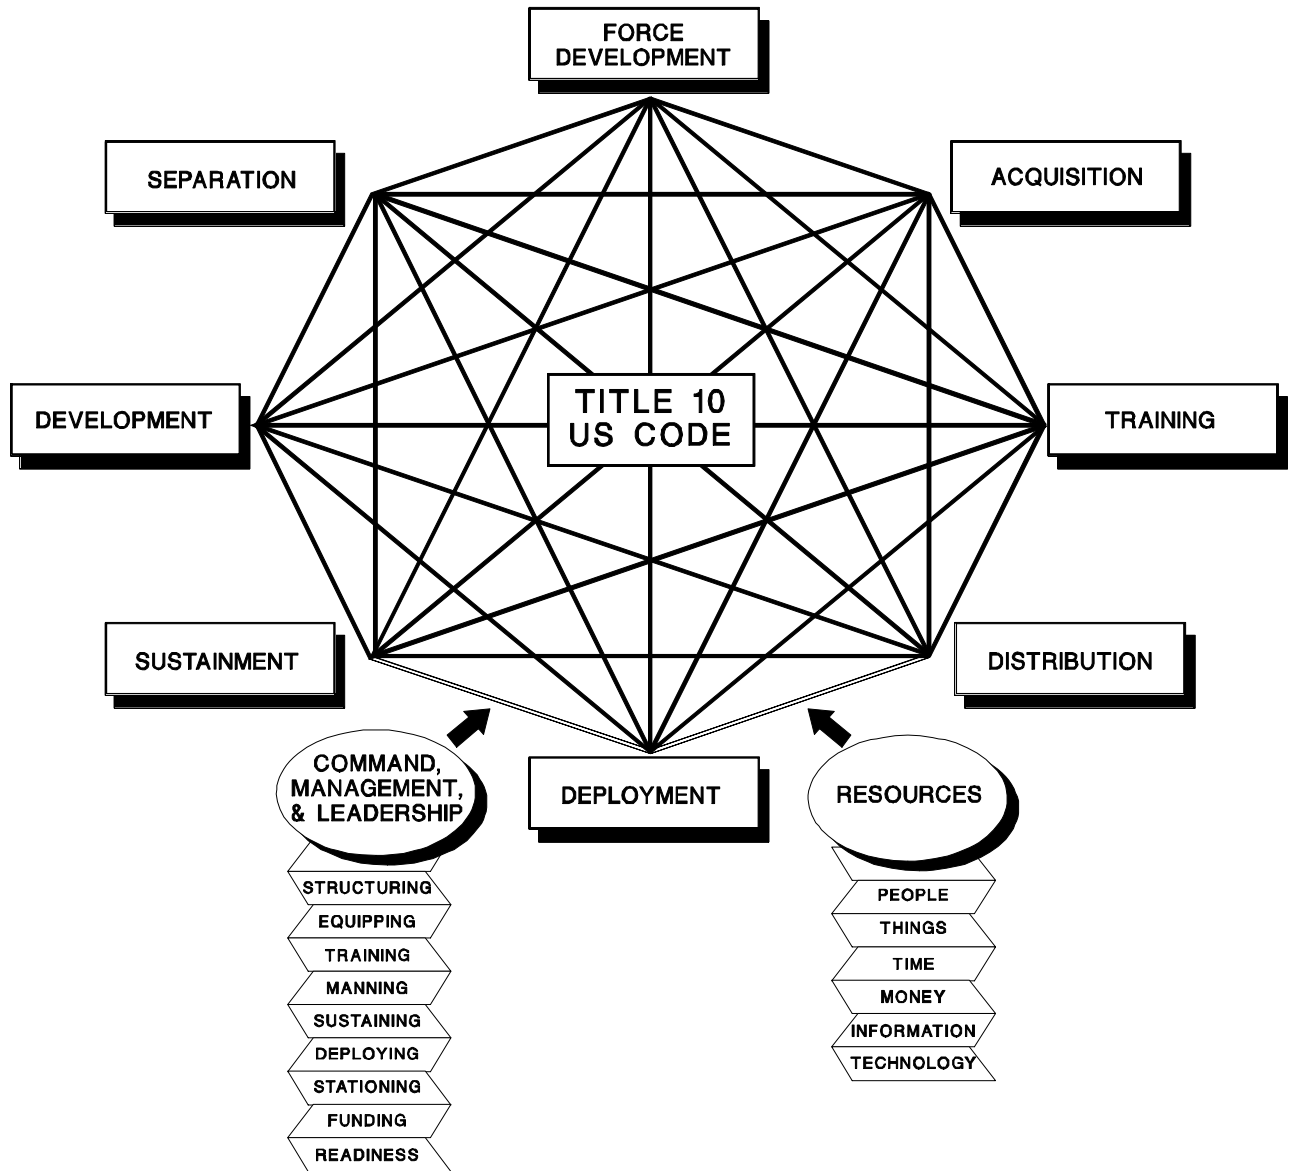 FORCE
DEVELOPMENT
SEPARATION
ACQUISITION
DEVELOPMENT
TITLE 10
US CODE
TRAINING
SUSTAINMENT
DISTRIBUTION
DEPLOYMENT
COMMAND,
MANAGEMENT,
& LEADERSHIP
STRUCTURING
EQUIPPING
TRAINING
MANNING
SUSTAINING
DEPLOYING
STATIONING
FUNDING
READINESS
RESOURCES
PEOPLE
THINGS
TIME
MONEY
INFORMATION
TECHNOLOGY